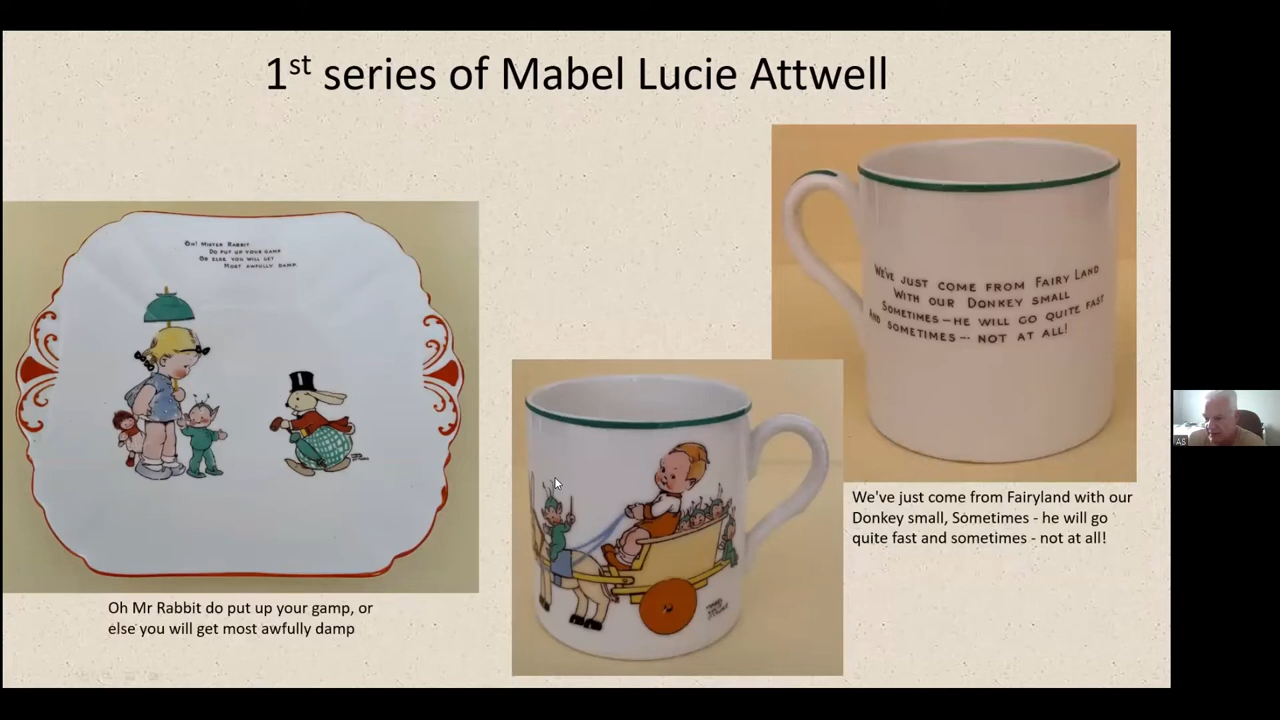 1st series of Mabel Lucie Attwell
Oh! Mister Rabbit
Do put up your gamp
Or else you will get
Most awfully damp.
We've just come from Fairy Land
With our Donkey small
Sometimes – he will go quite fast
And sometimes –– not at all!
We've just come from Fairyland with our
Donkey small, Sometimes - he will go
quite fast and sometimes - not at all!
Oh Mr Rabbit do put up your gamp, or
else you will get most awfully damp
AS